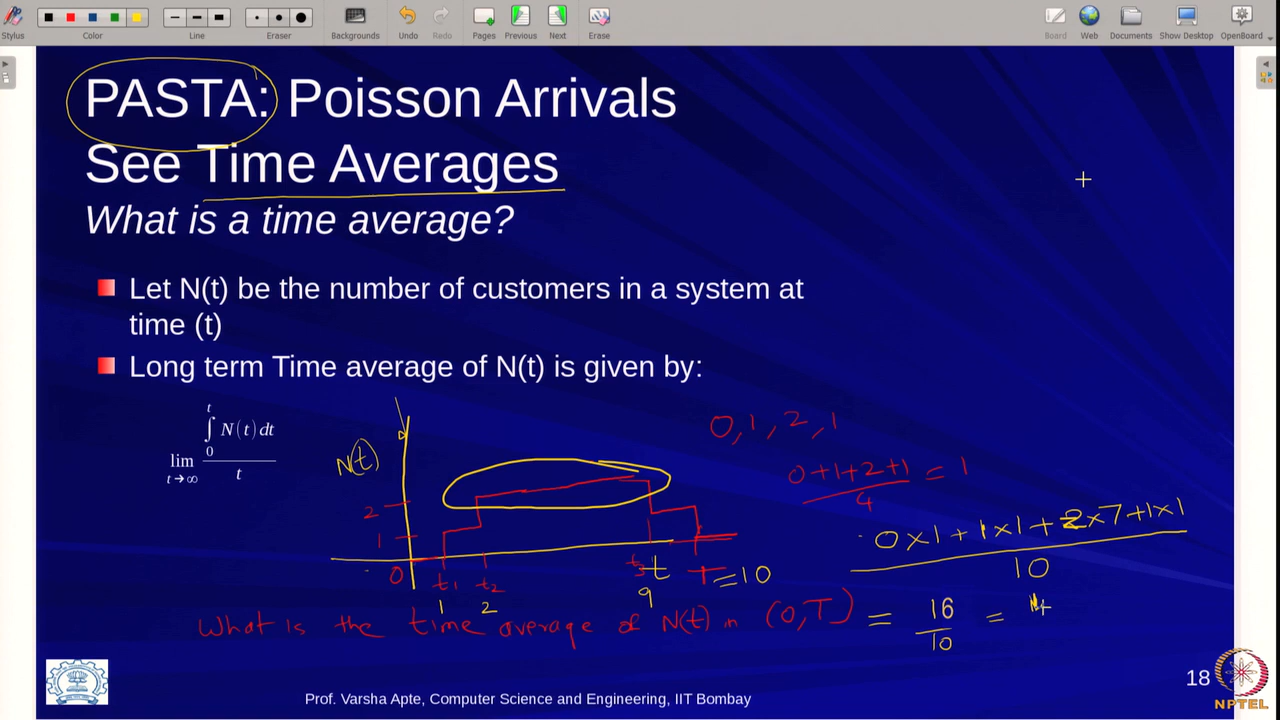 Stylus
Color
Line
Eraser
Backgrounds
Undo
Redo
Pages
Previous
Next
Erase
Board
Web
Documents
Show Desktop
OpenBoard
PASTA: Poisson Arrivals
See Time Averages
What is a time average?
Let N(t) be the number of customers in a system at
time (t)
Long term Time average of N(t) is given by:
lim t→∞ ∫ 0 t N(t)dt / t
N(t)
2
1
0
t1 t2 t3 t T=10
1 2 9
0,1,2,1
0+1+2+1 / 4 = 1
0×1+1×1+2×7+1×1
10
What is the time average of N(t) in (0,T) = 16/10 =
18
Prof. Varsha Apte, Computer Science and Engineering, IIT Bombay
NPTEL